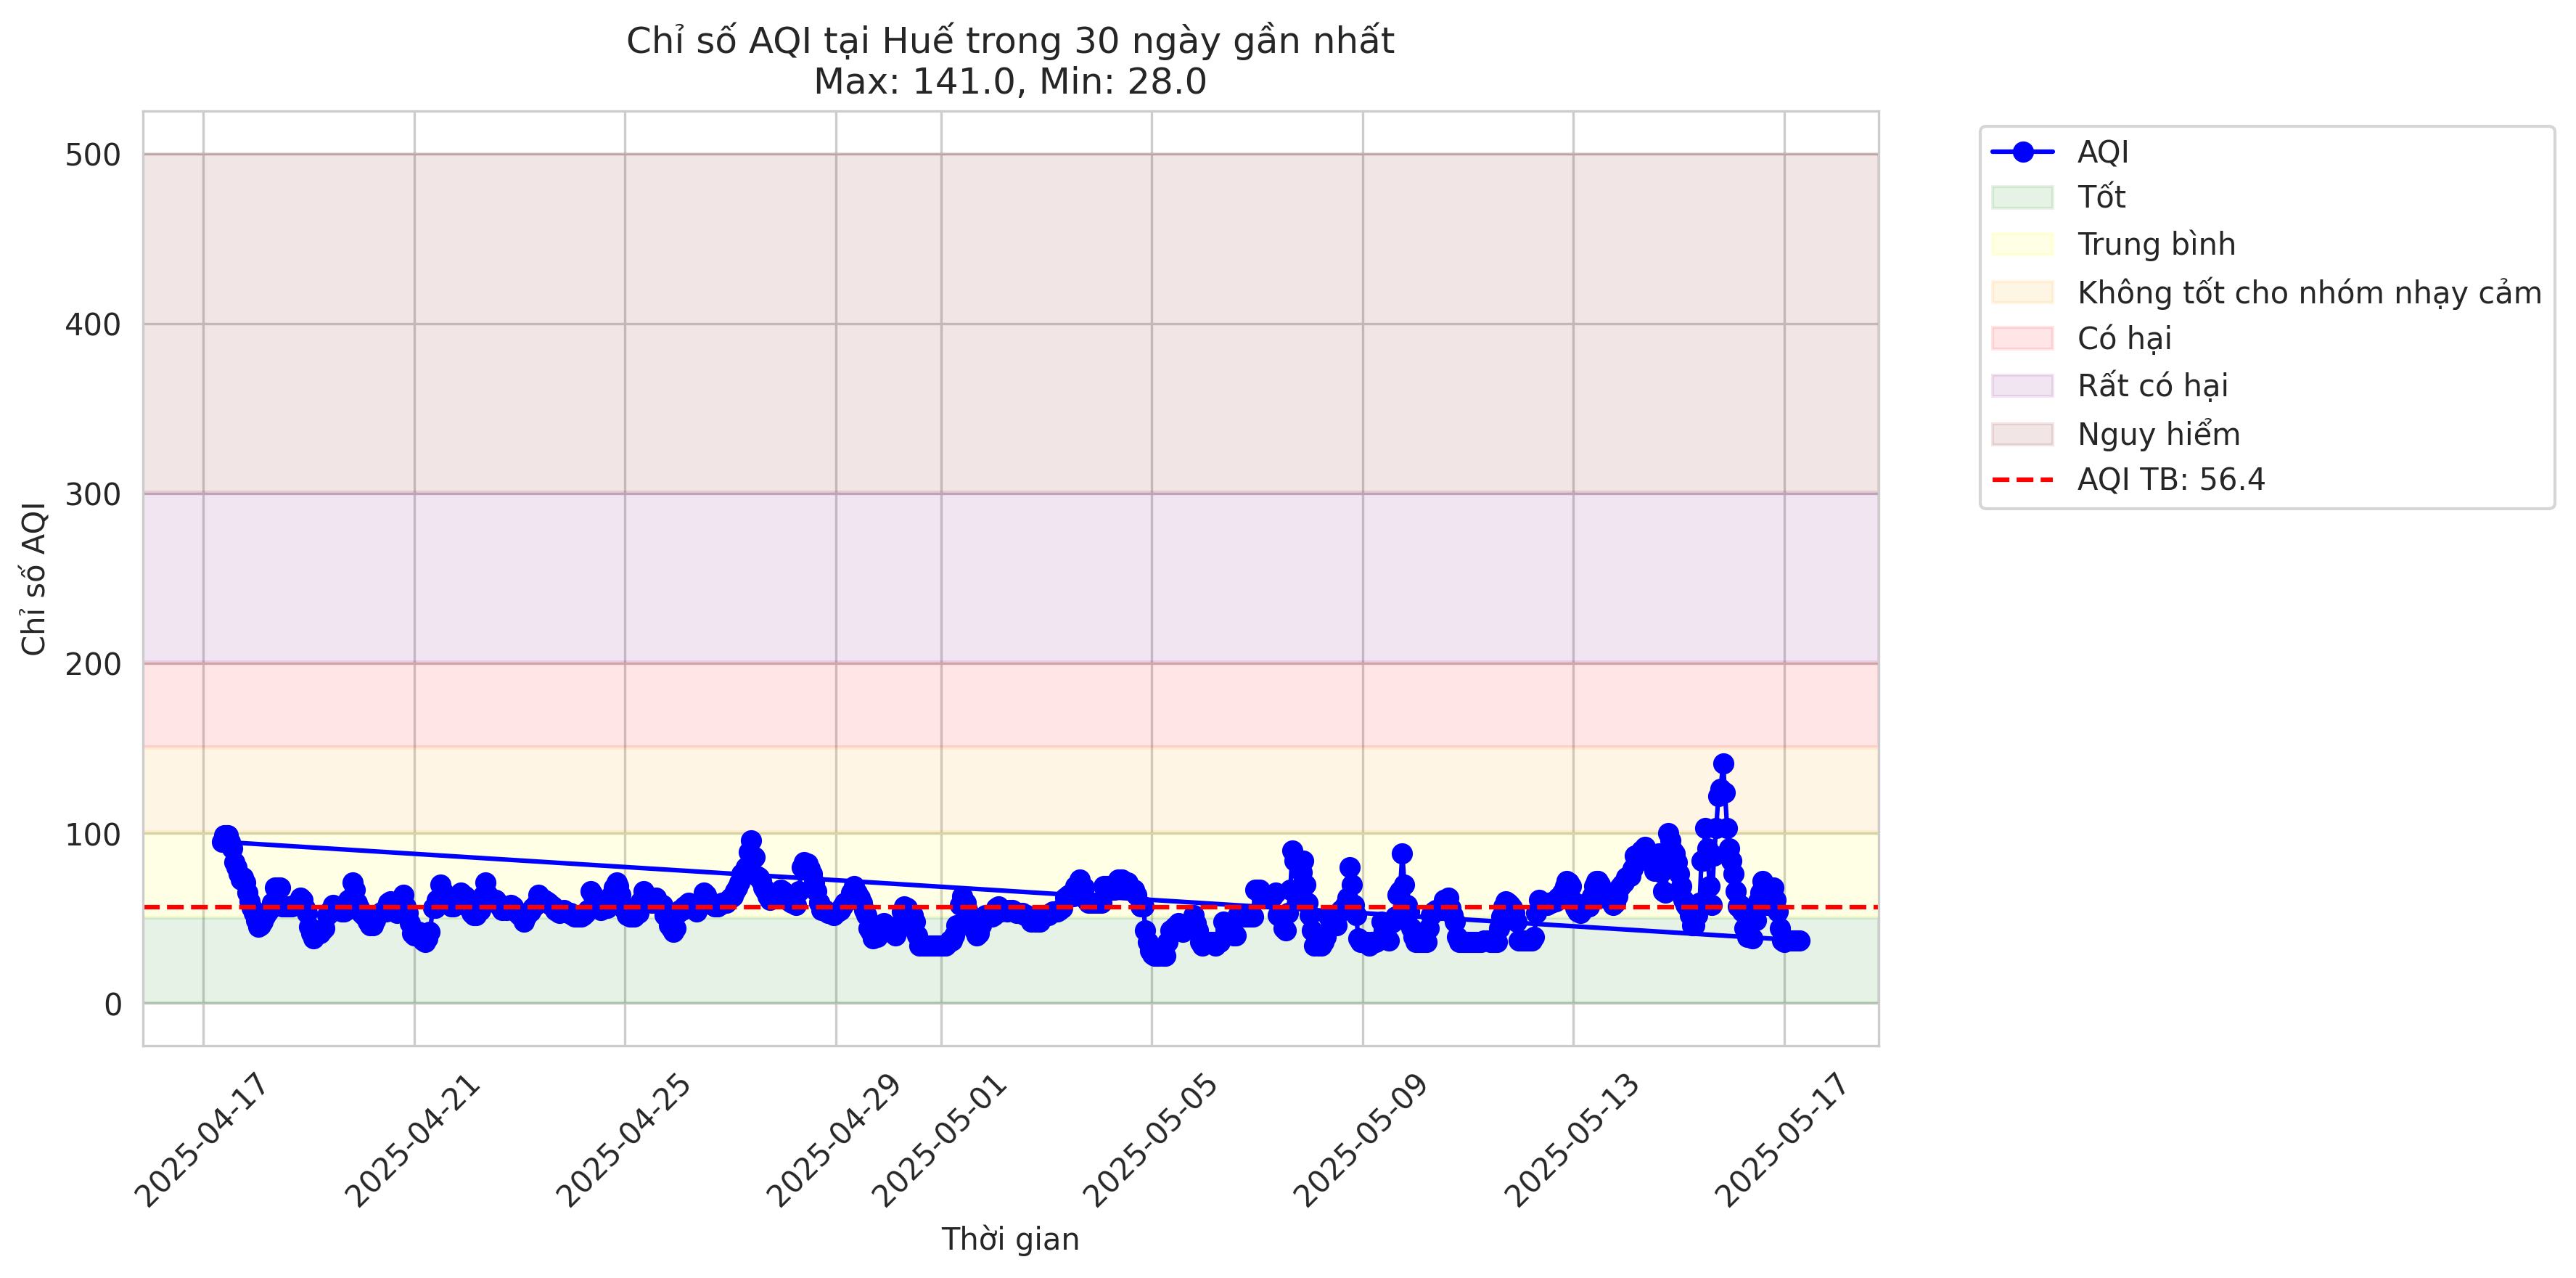 Chỉ số AQI tại Huế trong 30 ngày gần nhất
Max: 141.0, Min: 28.0
Chỉ số AQI
500
400
300
200
100
0
2025-04-17
2025-04-21
2025-04-25
2025-04-29
2025-05-01
2025-05-05
2025-05-09
2025-05-13
2025-05-17
Thời gian
AQI
Tốt
Trung bình
Không tốt cho nhóm nhạy cảm
Có hại
Rất có hại
Nguy hiểm
AQI TB: 56.4